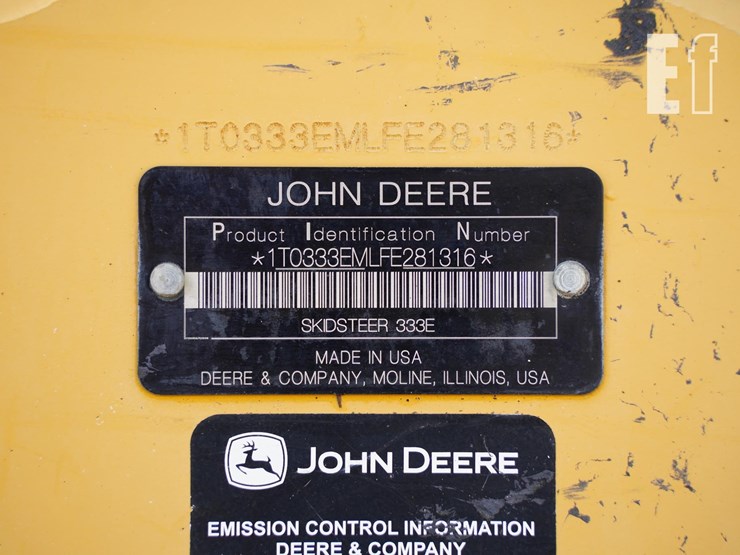 Ef
*1T0333EMLFE281316*
JOHN DEERE
Product Identification Number
*1T0333EMLFE281316*
SKIDSTEER 333E
MADE IN USA
DEERE & COMPANY, MOLINE, ILLINOIS, USA
JOHN DEERE
EMISSION CONTROL INFORMATION
DEERE & COMPANY